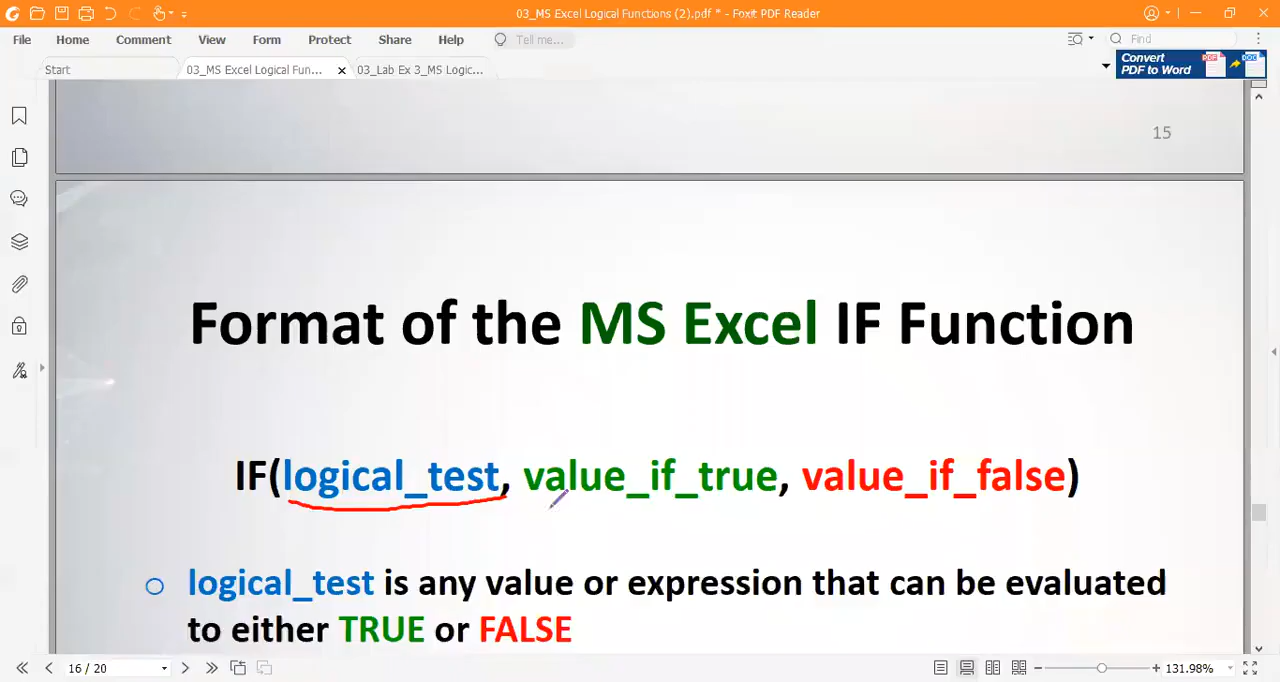 03_MS Excel Logical Functions (2).pdf * - Foxit PDF Reader
File Home Comment View Form Protect Share Help Tell me... Find
Start 03_MS Excel Logical Fun... 03_Lab Ex 3_MS Logic...
Convert
PDF to Word
15
Format of the MS Excel IF Function
IF(logical_test, value_if_true, value_if_false)
logical_test is any value or expression that can be evaluated
to either TRUE or FALSE
16 / 20 131.98%